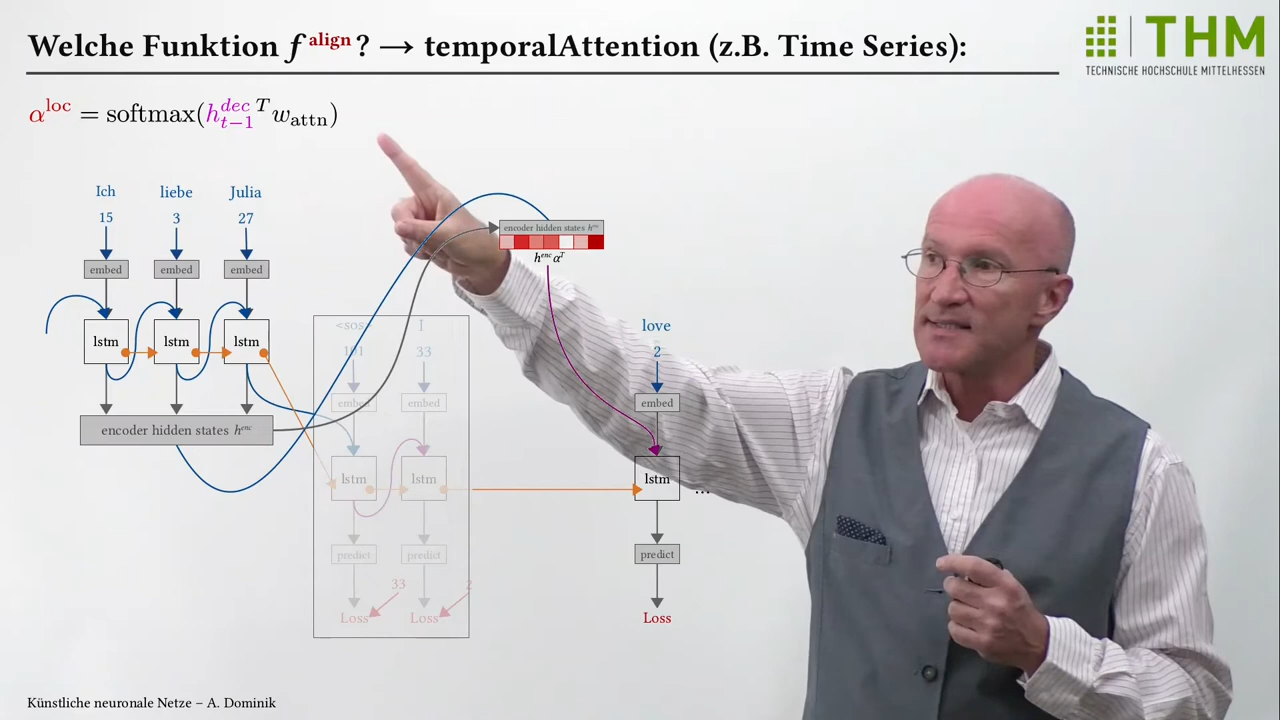 Welche Funktion f^align? → temporalAttention (z.B. Time Series):
THM
TECHNISCHE HOCHSCHULE MITTELHESSEN
α^loc = softmax(h_{t-1}^{dec T} w_attn)
Ich liebe Julia
15 3 27
encoder hidden states h^enc
h^enc α^T
embed embed embed
<sos> I love
33 2
lstm lstm lstm
embed embed embed
encoder hidden states h^enc
lstm lstm lstm ...
predict predict predict
33 2
Loss Loss Loss
Künstliche neuronale Netze – A. Dominik